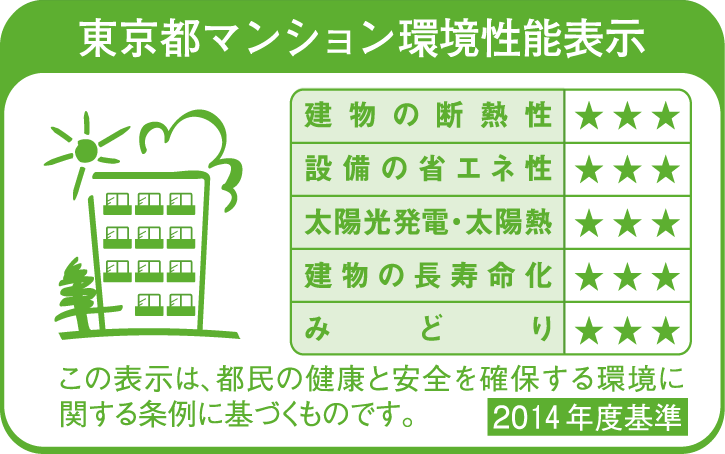 東京都マンション環境性能表示
建物の断熱性 ★★★
設備の省エネ性 ★★★
太陽光発電・太陽熱 ★★★
建物の長寿命化 ★★★
みどり ★★★
この表示は、都民の健康と安全を確保する環境に
関する条例に基づくものです。 2014年度基準